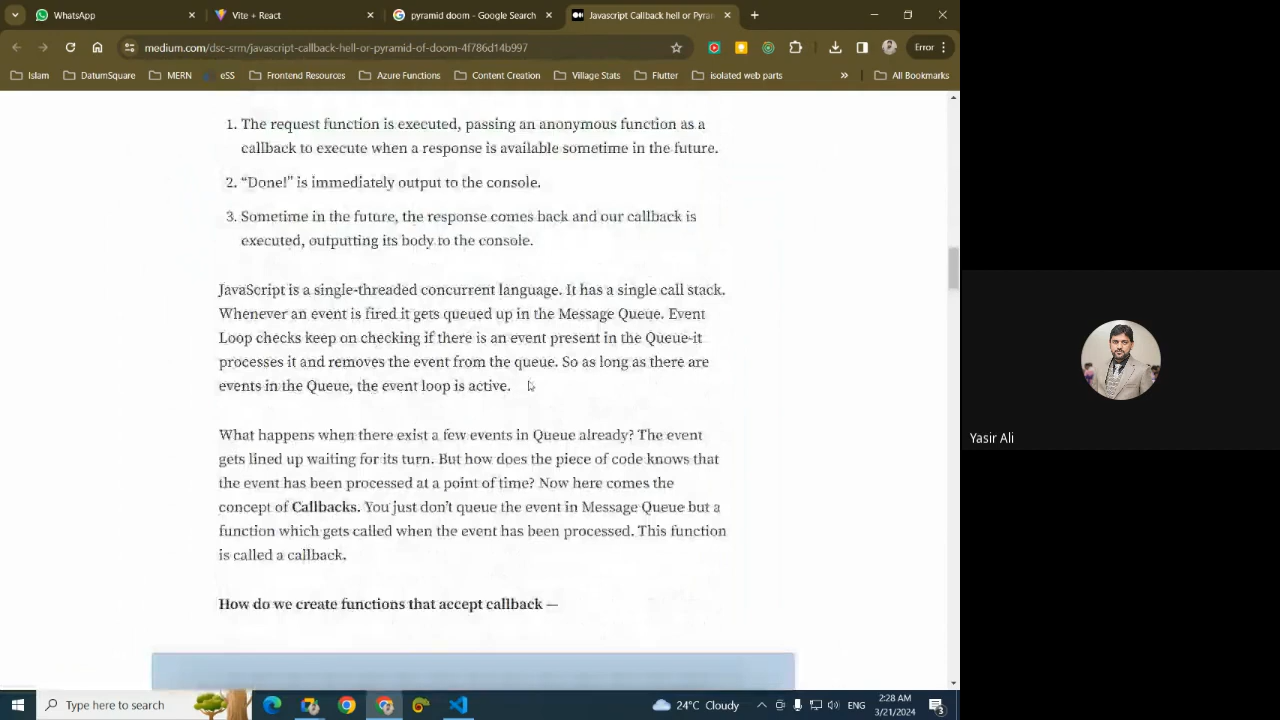 WhatsApp
Vite + React
pyramid doom - Google Search
Javascript Callback hell or Pyra
medium.com/dsc-srm/javascript-callback-hell-or-pyramid-of-doom-4f786d14b997
Error
Islam
DatumSquare
MERN
eSS
Frontend Resources
Azure Functions
Content Creation
Village Stats
Flutter
isolated web parts
»
All Bookmarks
1. The request function is executed, passing an anonymous function as a
callback to execute when a response is available sometime in the future.
2. “Done!” is immediately output to the console.
3. Sometime in the future, the response comes back and our callback is
executed, outputting its body to the console.
JavaScript is a single-threaded concurrent language. It has a single call stack.
Whenever an event is fired it gets queued up in the Message Queue. Event
Loop checks keep on checking if there is an event present in the Queue-it
processes it and removes the event from the queue. So as long as there are
events in the Queue, the event loop is active.
What happens when there exist a few events in Queue already? The event
gets lined up waiting for its turn. But how does the piece of code knows that
the event has been processed at a point of time? Now here comes the
concept of Callbacks. You just don’t queue the event in Message Queue but a
function which gets called when the event has been processed. This function
is called a callback.
How do we create functions that accept callback —
Yasir Ali
Type here to search
24°C Cloudy
ENG
2:28 AM
3/21/2024
3